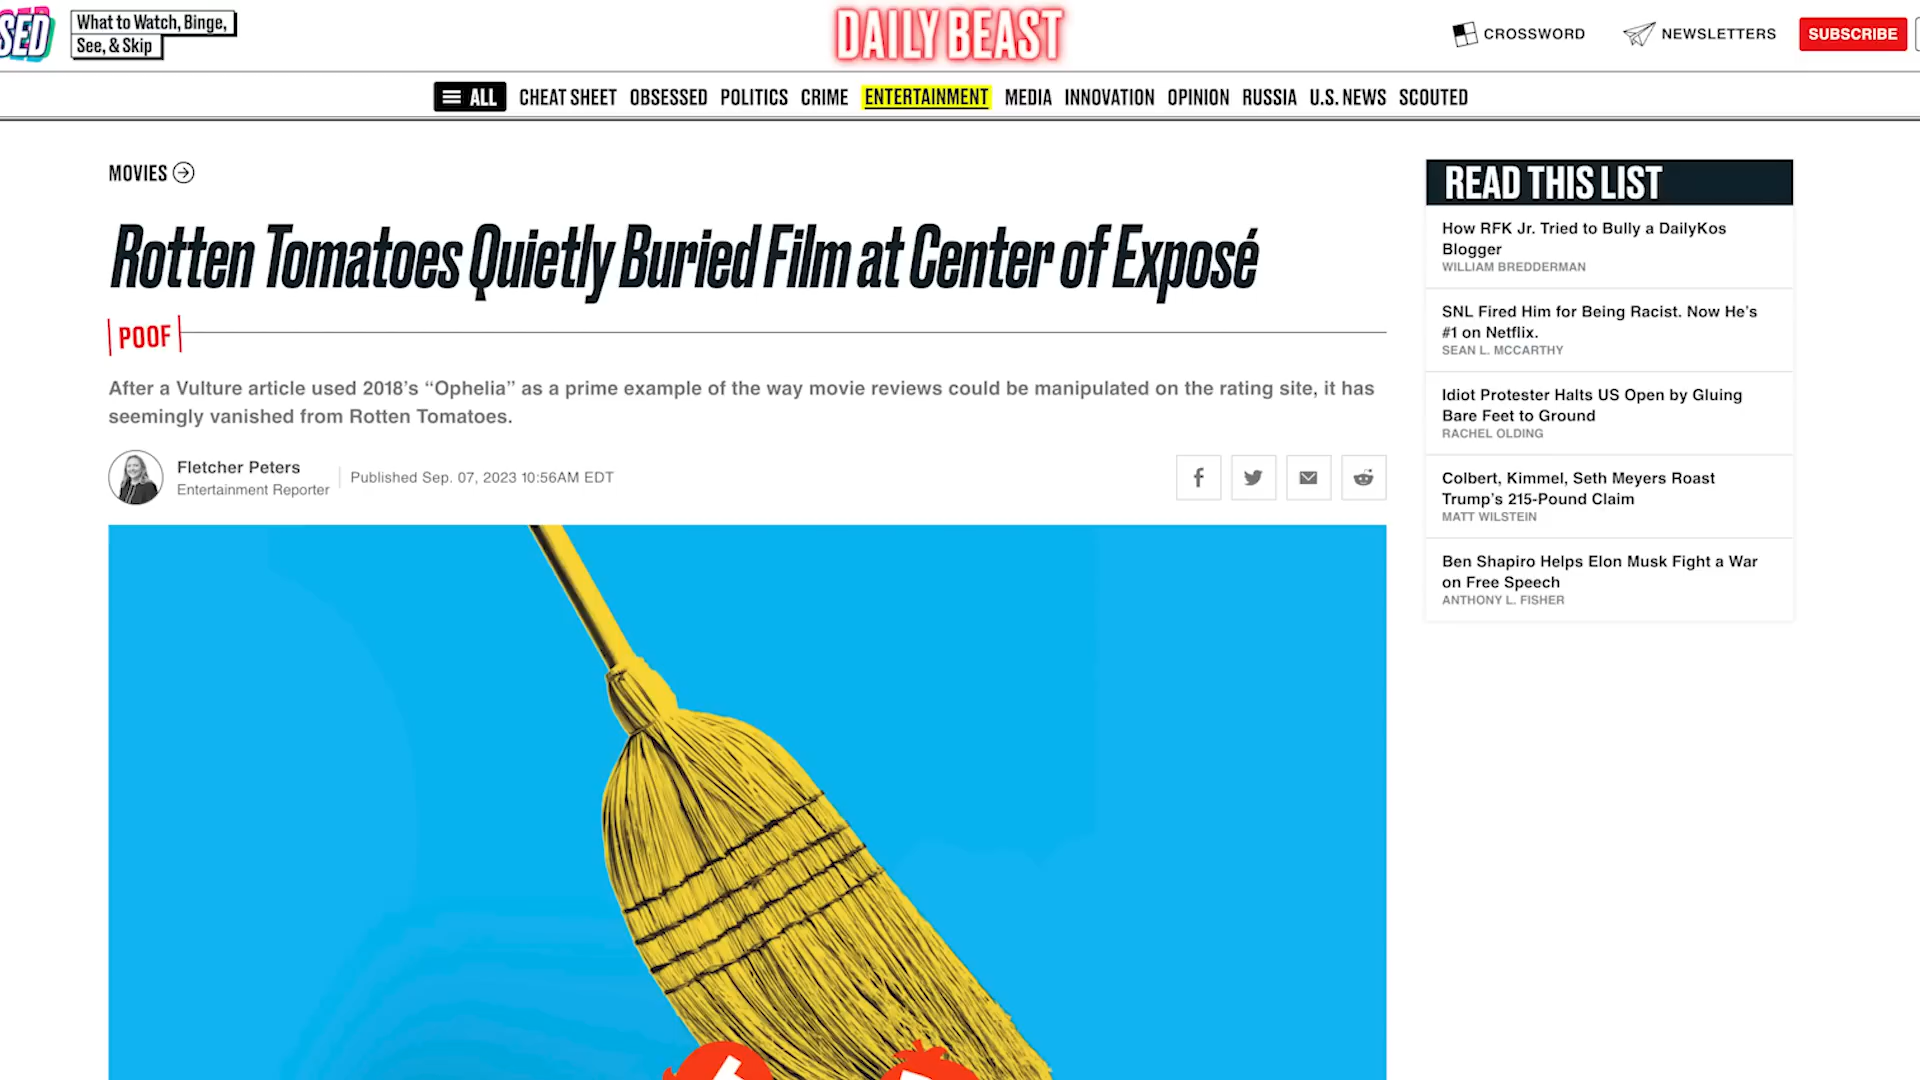 SED
What to Watch, Binge,
See, & Skip
DAILY BEAST
CROSSWORD
NEWSLETTERS
SUBSCRIBE
ALL CHEAT SHEET OBSESSED POLITICS CRIME ENTERTAINMENT MEDIA INNOVATION OPINION RUSSIA U.S. NEWS SCOUTED
MOVIES
Rotten Tomatoes Quietly Buried Film at Center of Exposé
POOF
After a Vulture article used 2018’s “Ophelia” as a prime example of the way movie reviews could be manipulated on the rating site, it has
seemingly vanished from Rotten Tomatoes.
Fletcher Peters
Entertainment Reporter
Published Sep. 07, 2023 10:56AM EDT
READ THIS LIST
How RFK Jr. Tried to Bully a DailyKos
Blogger
WILLIAM BREDDERMAN
SNL Fired Him for Being Racist. Now He’s
#1 on Netflix.
SEAN L. MCCARTHY
Idiot Protester Halts US Open by Gluing
Bare Feet to Ground
RACHEL OLDING
Colbert, Kimmel, Seth Meyers Roast
Trump’s 215-Pound Claim
MATT WILSTEIN
Ben Shapiro Helps Elon Musk Fight a War
on Free Speech
ANTHONY L. FISHER